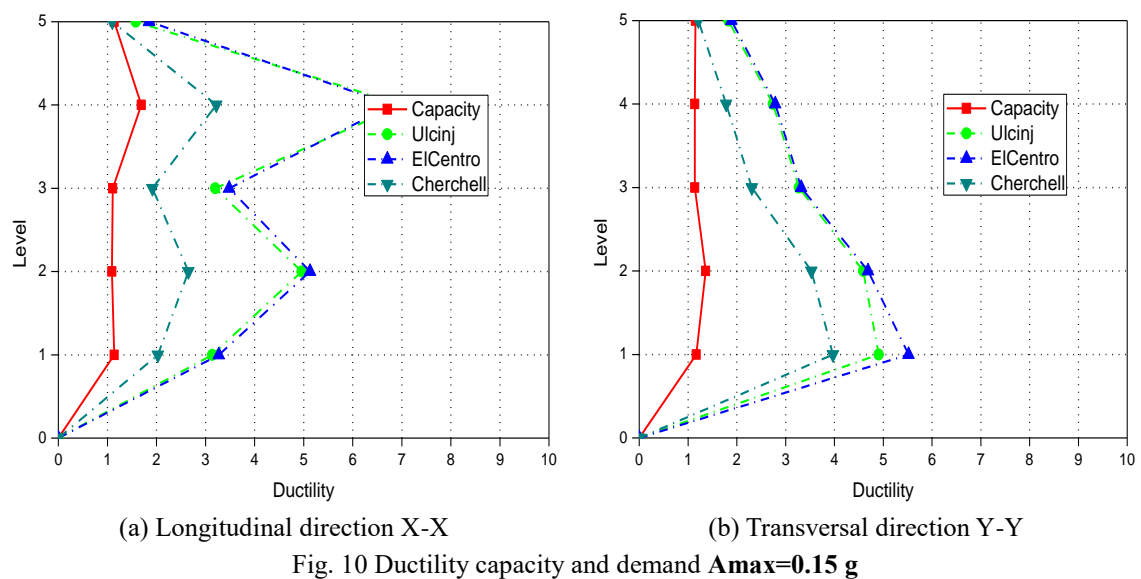 5
4
3
2
1
0
Level
0 1 2 3 4 5 6 7 8 9 10
Ductility
Capacity
Ulcinj
ElCentro
Cherchell
(a) Longitudinal direction X-X
5
4
3
2
1
0
Level
0 1 2 3 4 5 6 7 8 9 10
Ductility
Capacity
Ulcinj
ElCentro
Cherchell
(b) Transversal direction Y-Y
Fig. 10 Ductility capacity and demand Amax=0.15 g